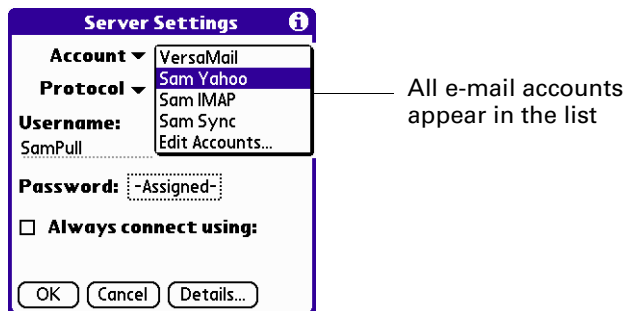 Server Settings
Account
VersaMail
Sam Yahoo
Protocol
Sam IMAP
Username:
Sam Sync
SamPull
Edit Accounts...
Password: -Assigned-
Always connect using:
OK Cancel Details...
All e-mail accounts
appear in the list